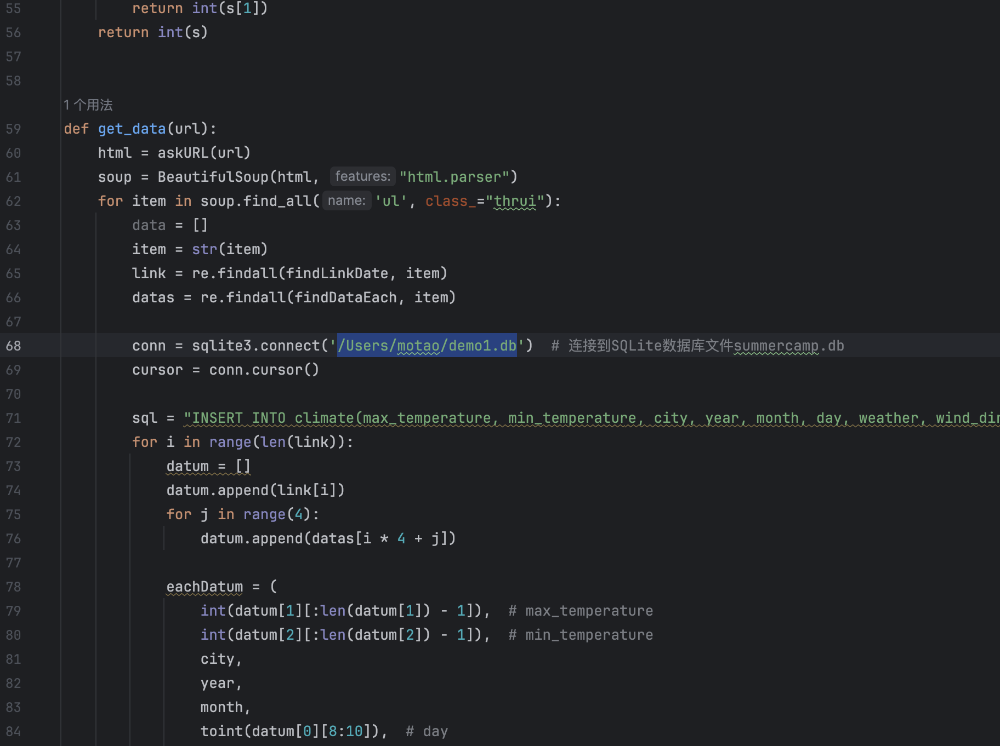 55             return int(s[1])
56         return int(s)
57
58
1 个用法
59 def get_data(url):
60     html = askURL(url)
61     soup = BeautifulSoup(html, features: "html.parser")
62     for item in soup.find_all( name: 'ul', class_="thrui"):
63         data = []
64         item = str(item)
65         link = re.findall(findLinkDate, item)
66         datas = re.findall(findDataEach, item)
67
68         conn = sqlite3.connect('/Users/motao/demo1.db')  # 连接到SQLite数据库文件summercamp.db
69         cursor = conn.cursor()
70
71         sql = "INSERT INTO climate(max_temperature, min_temperature, city, year, month, day, weather, wind_dir
72         for i in range(len(link)):
73             datum = []
74             datum.append(link[i])
75             for j in range(4):
76                 datum.append(datas[i * 4 + j])
77
78             eachDatum = (
79                 int(datum[1][:len(datum[1]) - 1]),  # max_temperature
80                 int(datum[2][:len(datum[2]) - 1]),  # min_temperature
81                 city,
82                 year,
83                 month,
84                 toint(datum[0][8:10]),  # day